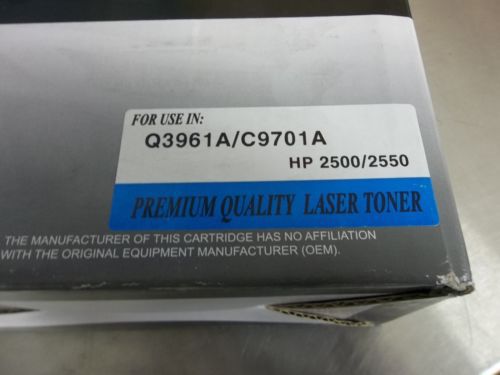 FOR USE IN:
Q3961A/C9701A
HP 2500/2550
PREMIUM QUALITY LASER TONER
THE MANUFACTURER OF THIS CARTRIDGE HAS NO AFFILIATION
WITH THE ORIGINAL EQUIPMENT MANUFACTURER (OEM).